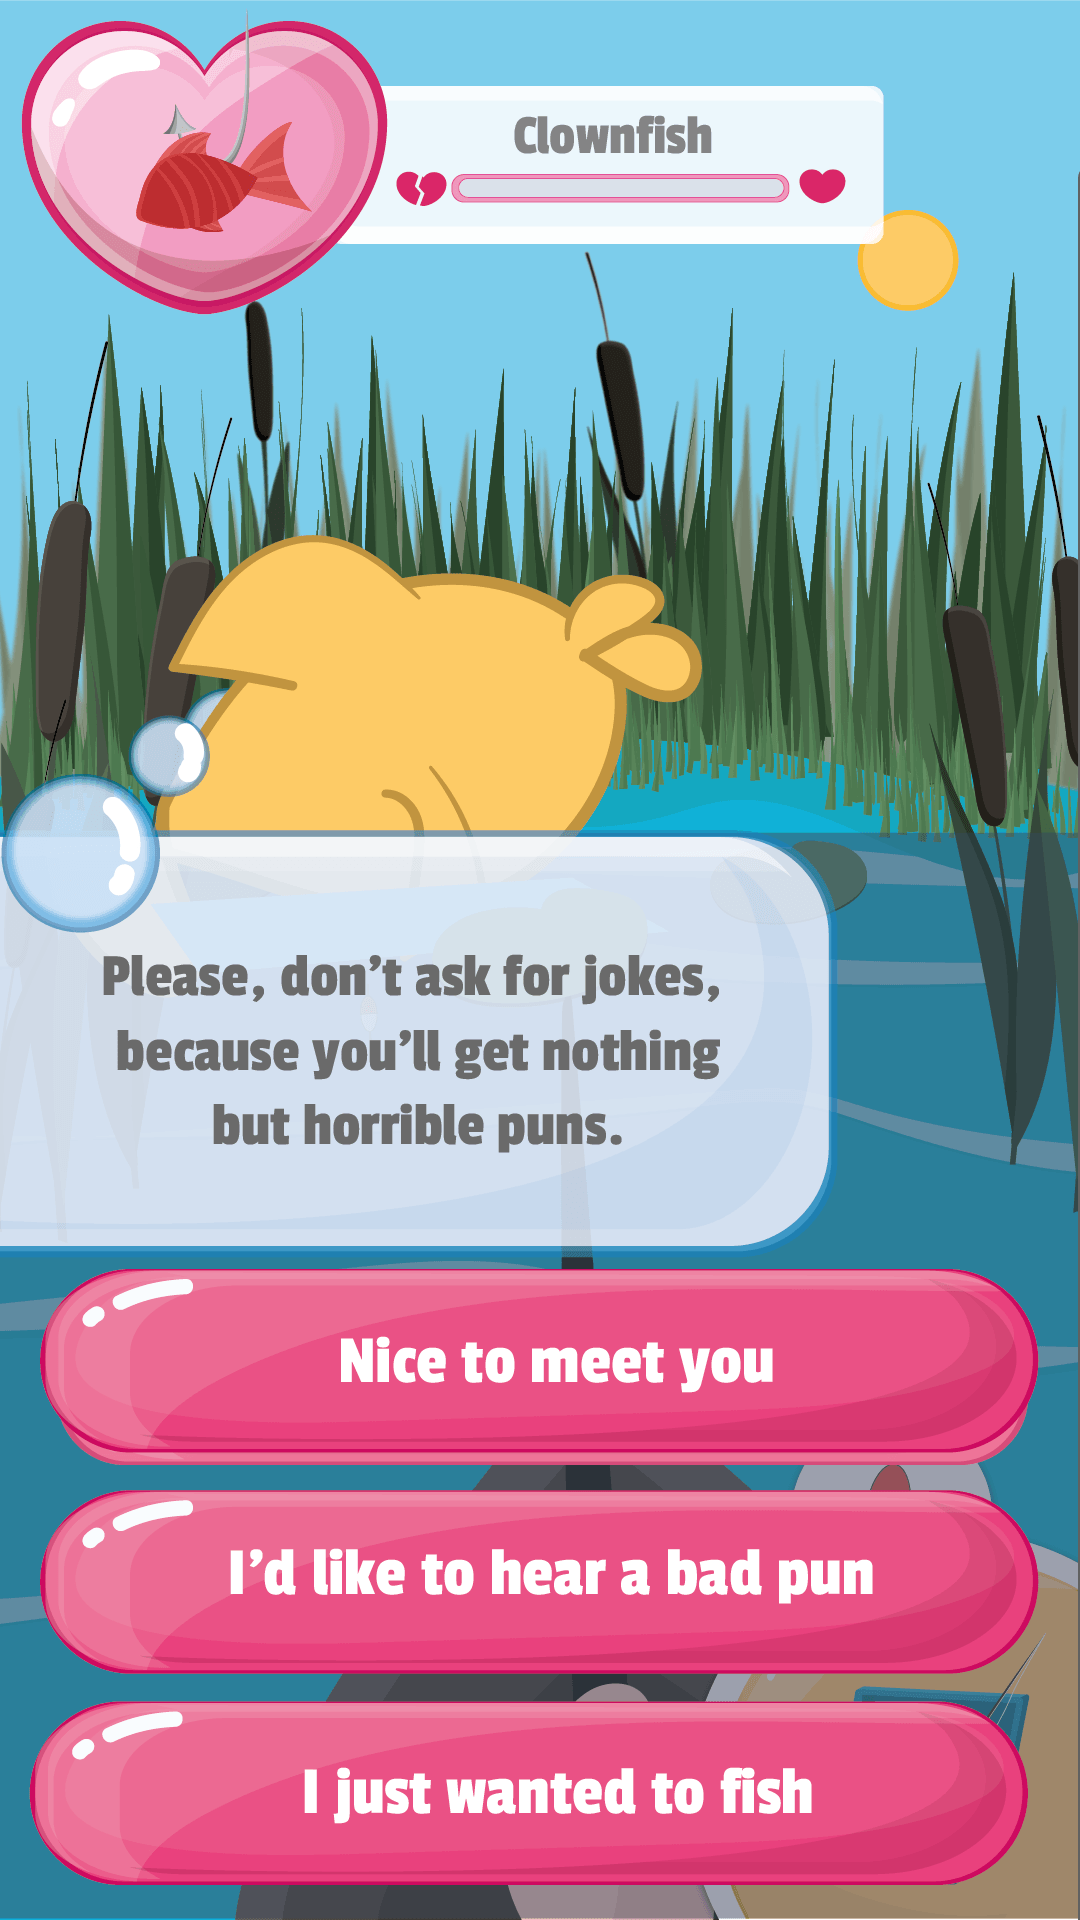 Clownfish
Please, don’t ask for jokes,
because you’ll get nothing
but horrible puns.
Nice to meet you
I’d like to hear a bad pun
I just wanted to fish